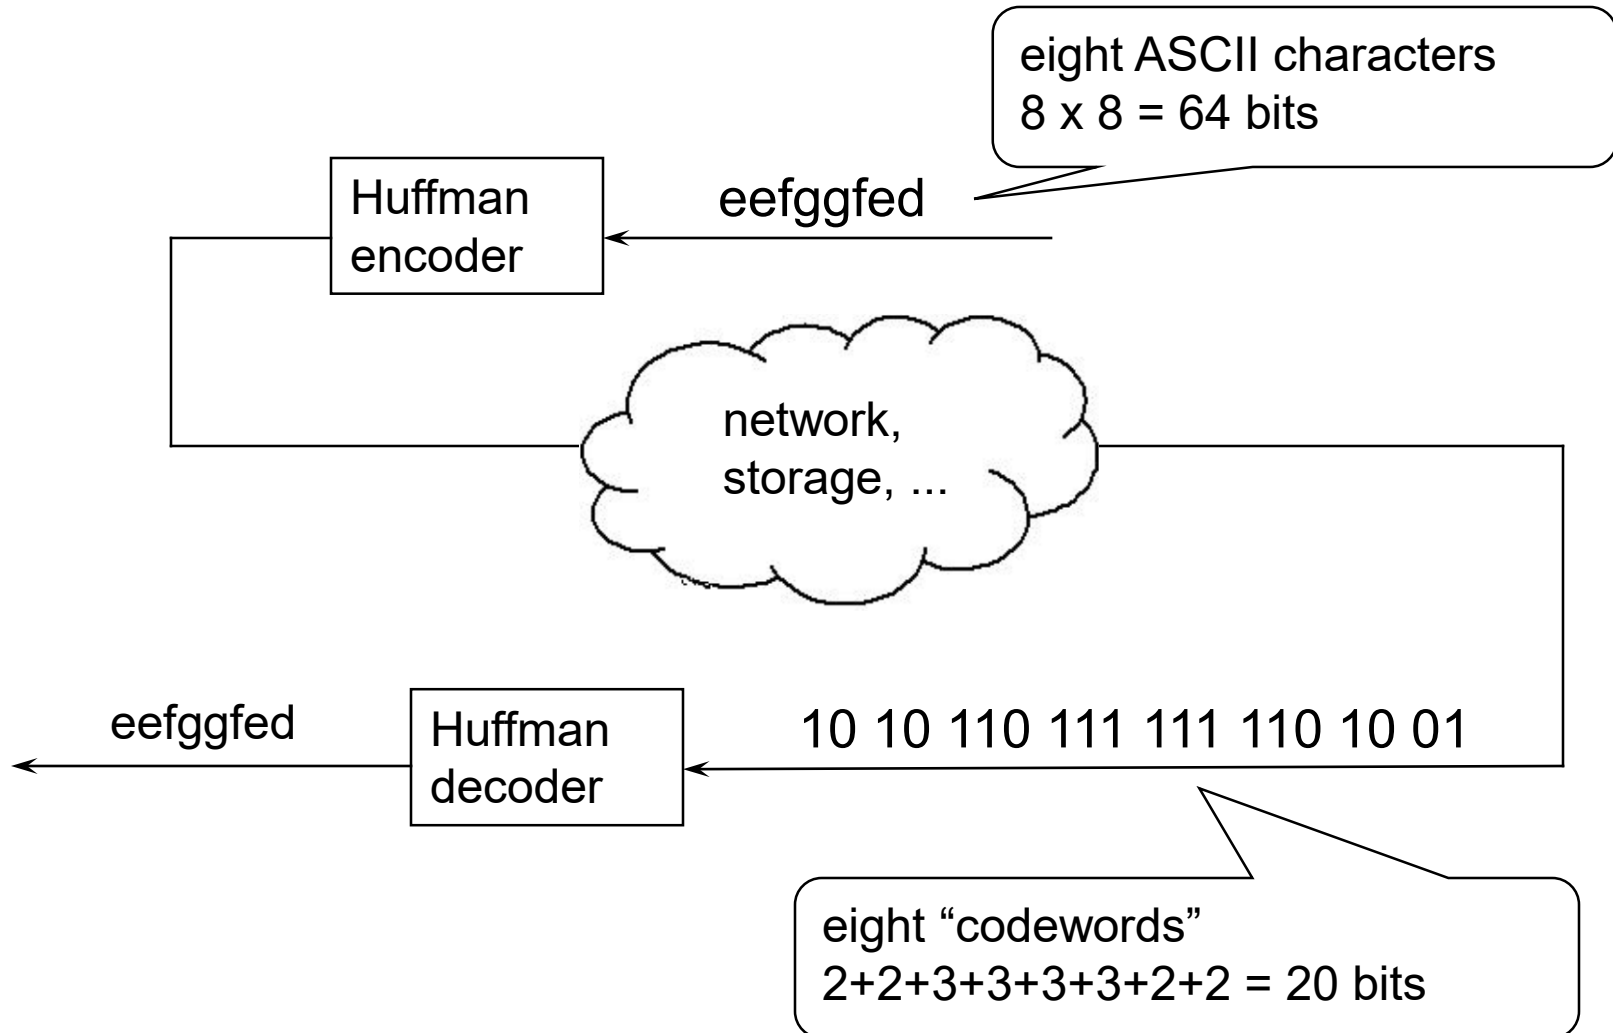 eight ASCII characters
8 x 8 = 64 bits
Huffman
encoder
eefggfed
network,
storage, ...
eefggfed
Huffman
decoder
10 10 110 111 111 110 10 01
eight “codewords”
2+2+3+3+3+3+2+2 = 20 bits